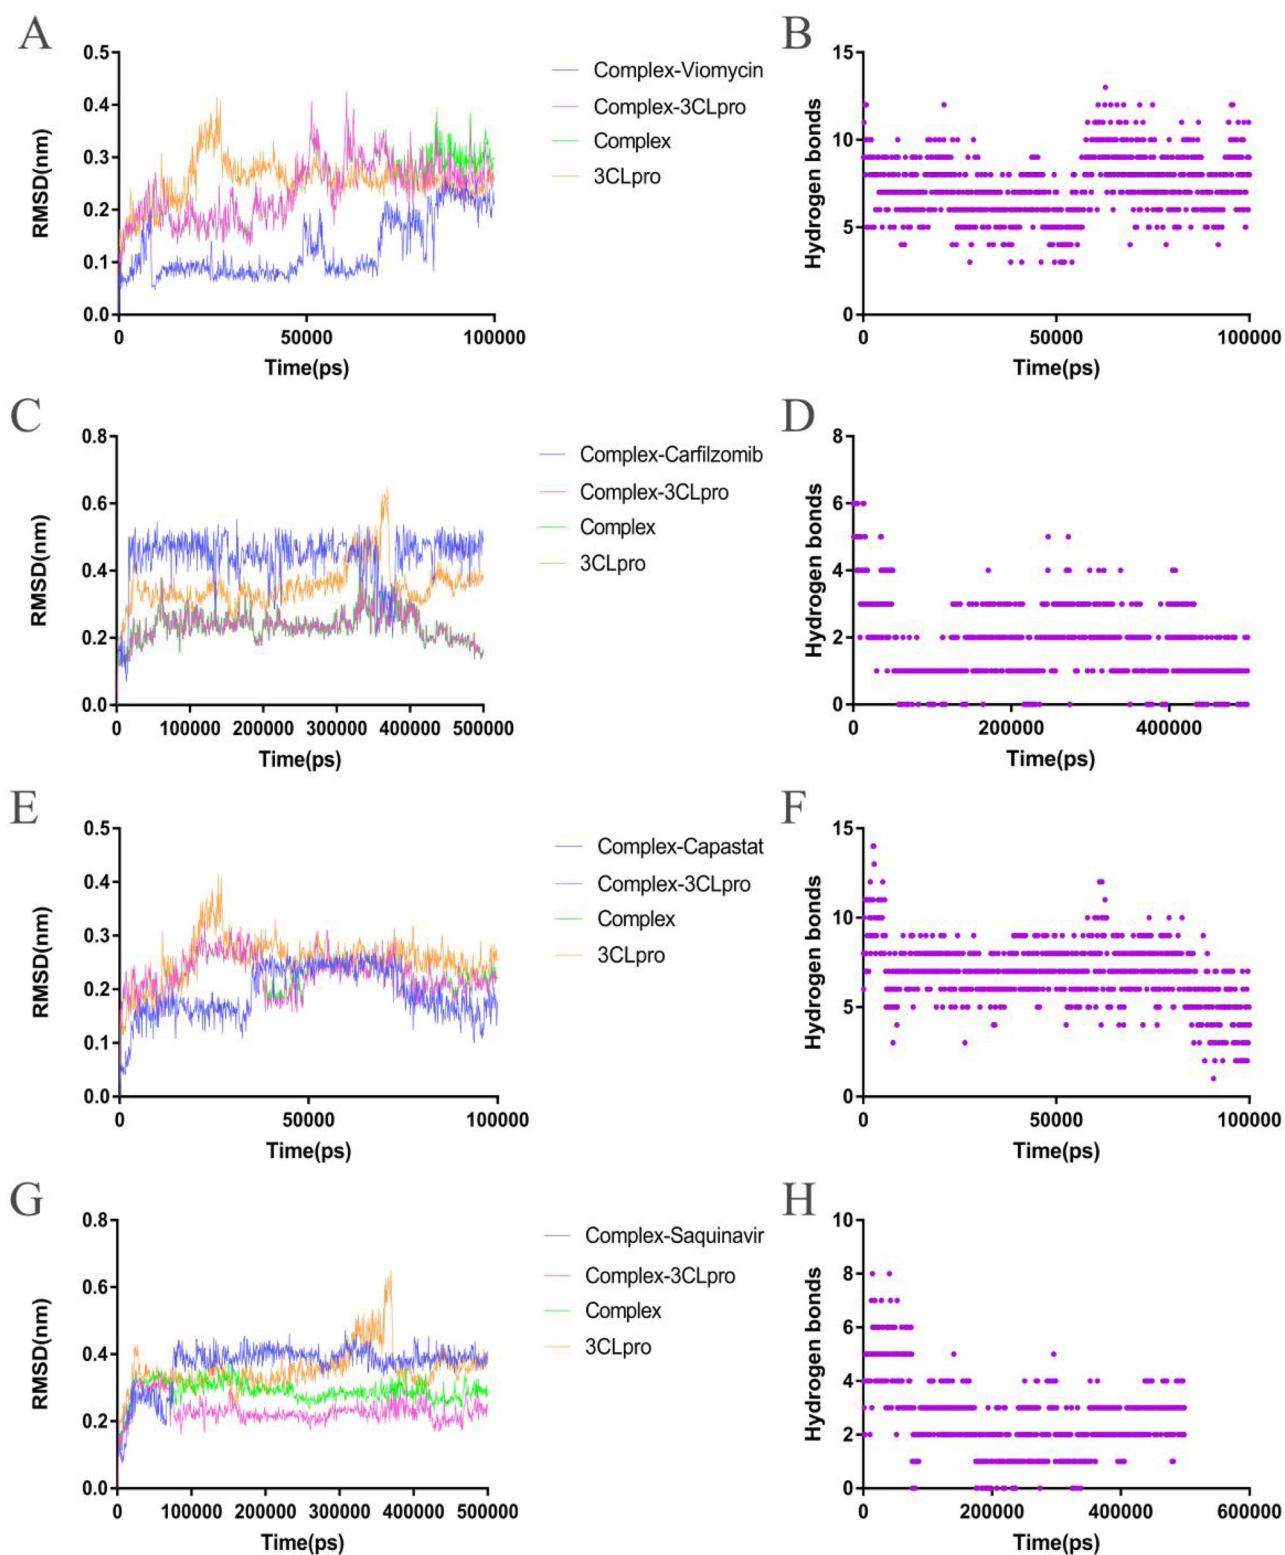 A
RMSD(nm)
0.5
0.4
0.3
0.2
0.1
0.0
0 50000 100000
Time(ps)
Complex-Viomycin
Complex-3CLpro
Complex
3CLpro
B
Hydrogen bonds
15
10
5
0
0 50000 100000
Time(ps)
C
RMSD(nm)
0.8
0.6
0.4
0.2
0.0
0 100000 200000 300000 400000 500000
Time(ps)
Complex-Carfilzomib
Complex-3CLpro
Complex
3CLpro
D
Hydrogen bonds
8
6
4
2
0
0 200000 400000
Time(ps)
E
RMSD(nm)
0.5
0.4
0.3
0.2
0.1
0.0
0 50000 100000
Time(ps)
Complex-Capastat
Complex-3CLpro
Complex
3CLpro
F
Hydrogen bonds
15
10
5
0
0 50000 100000
Time(ps)
G
RMSD(nm)
0.8
0.6
0.4
0.2
0.0
0 100000 200000 300000 400000 500000
Time(ps)
Complex-Saquinavir
Complex-3CLpro
Complex
3CLpro
H
Hydrogen bonds
10
8
6
4
2
0
0 200000 400000 600000
Time(ps)